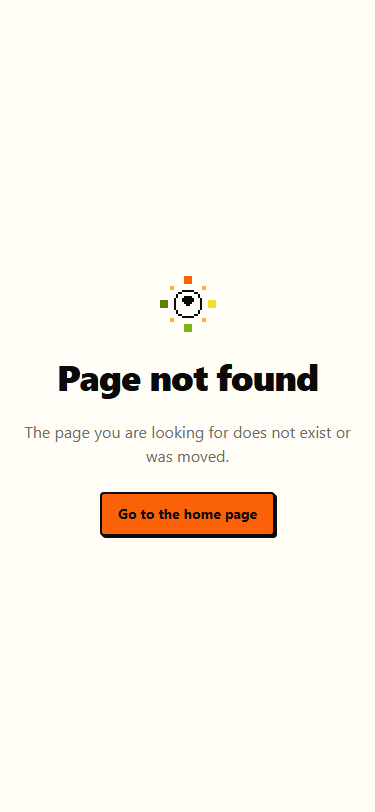 Page not found
The page you are looking for does not exist or
was moved.
Go to the home page